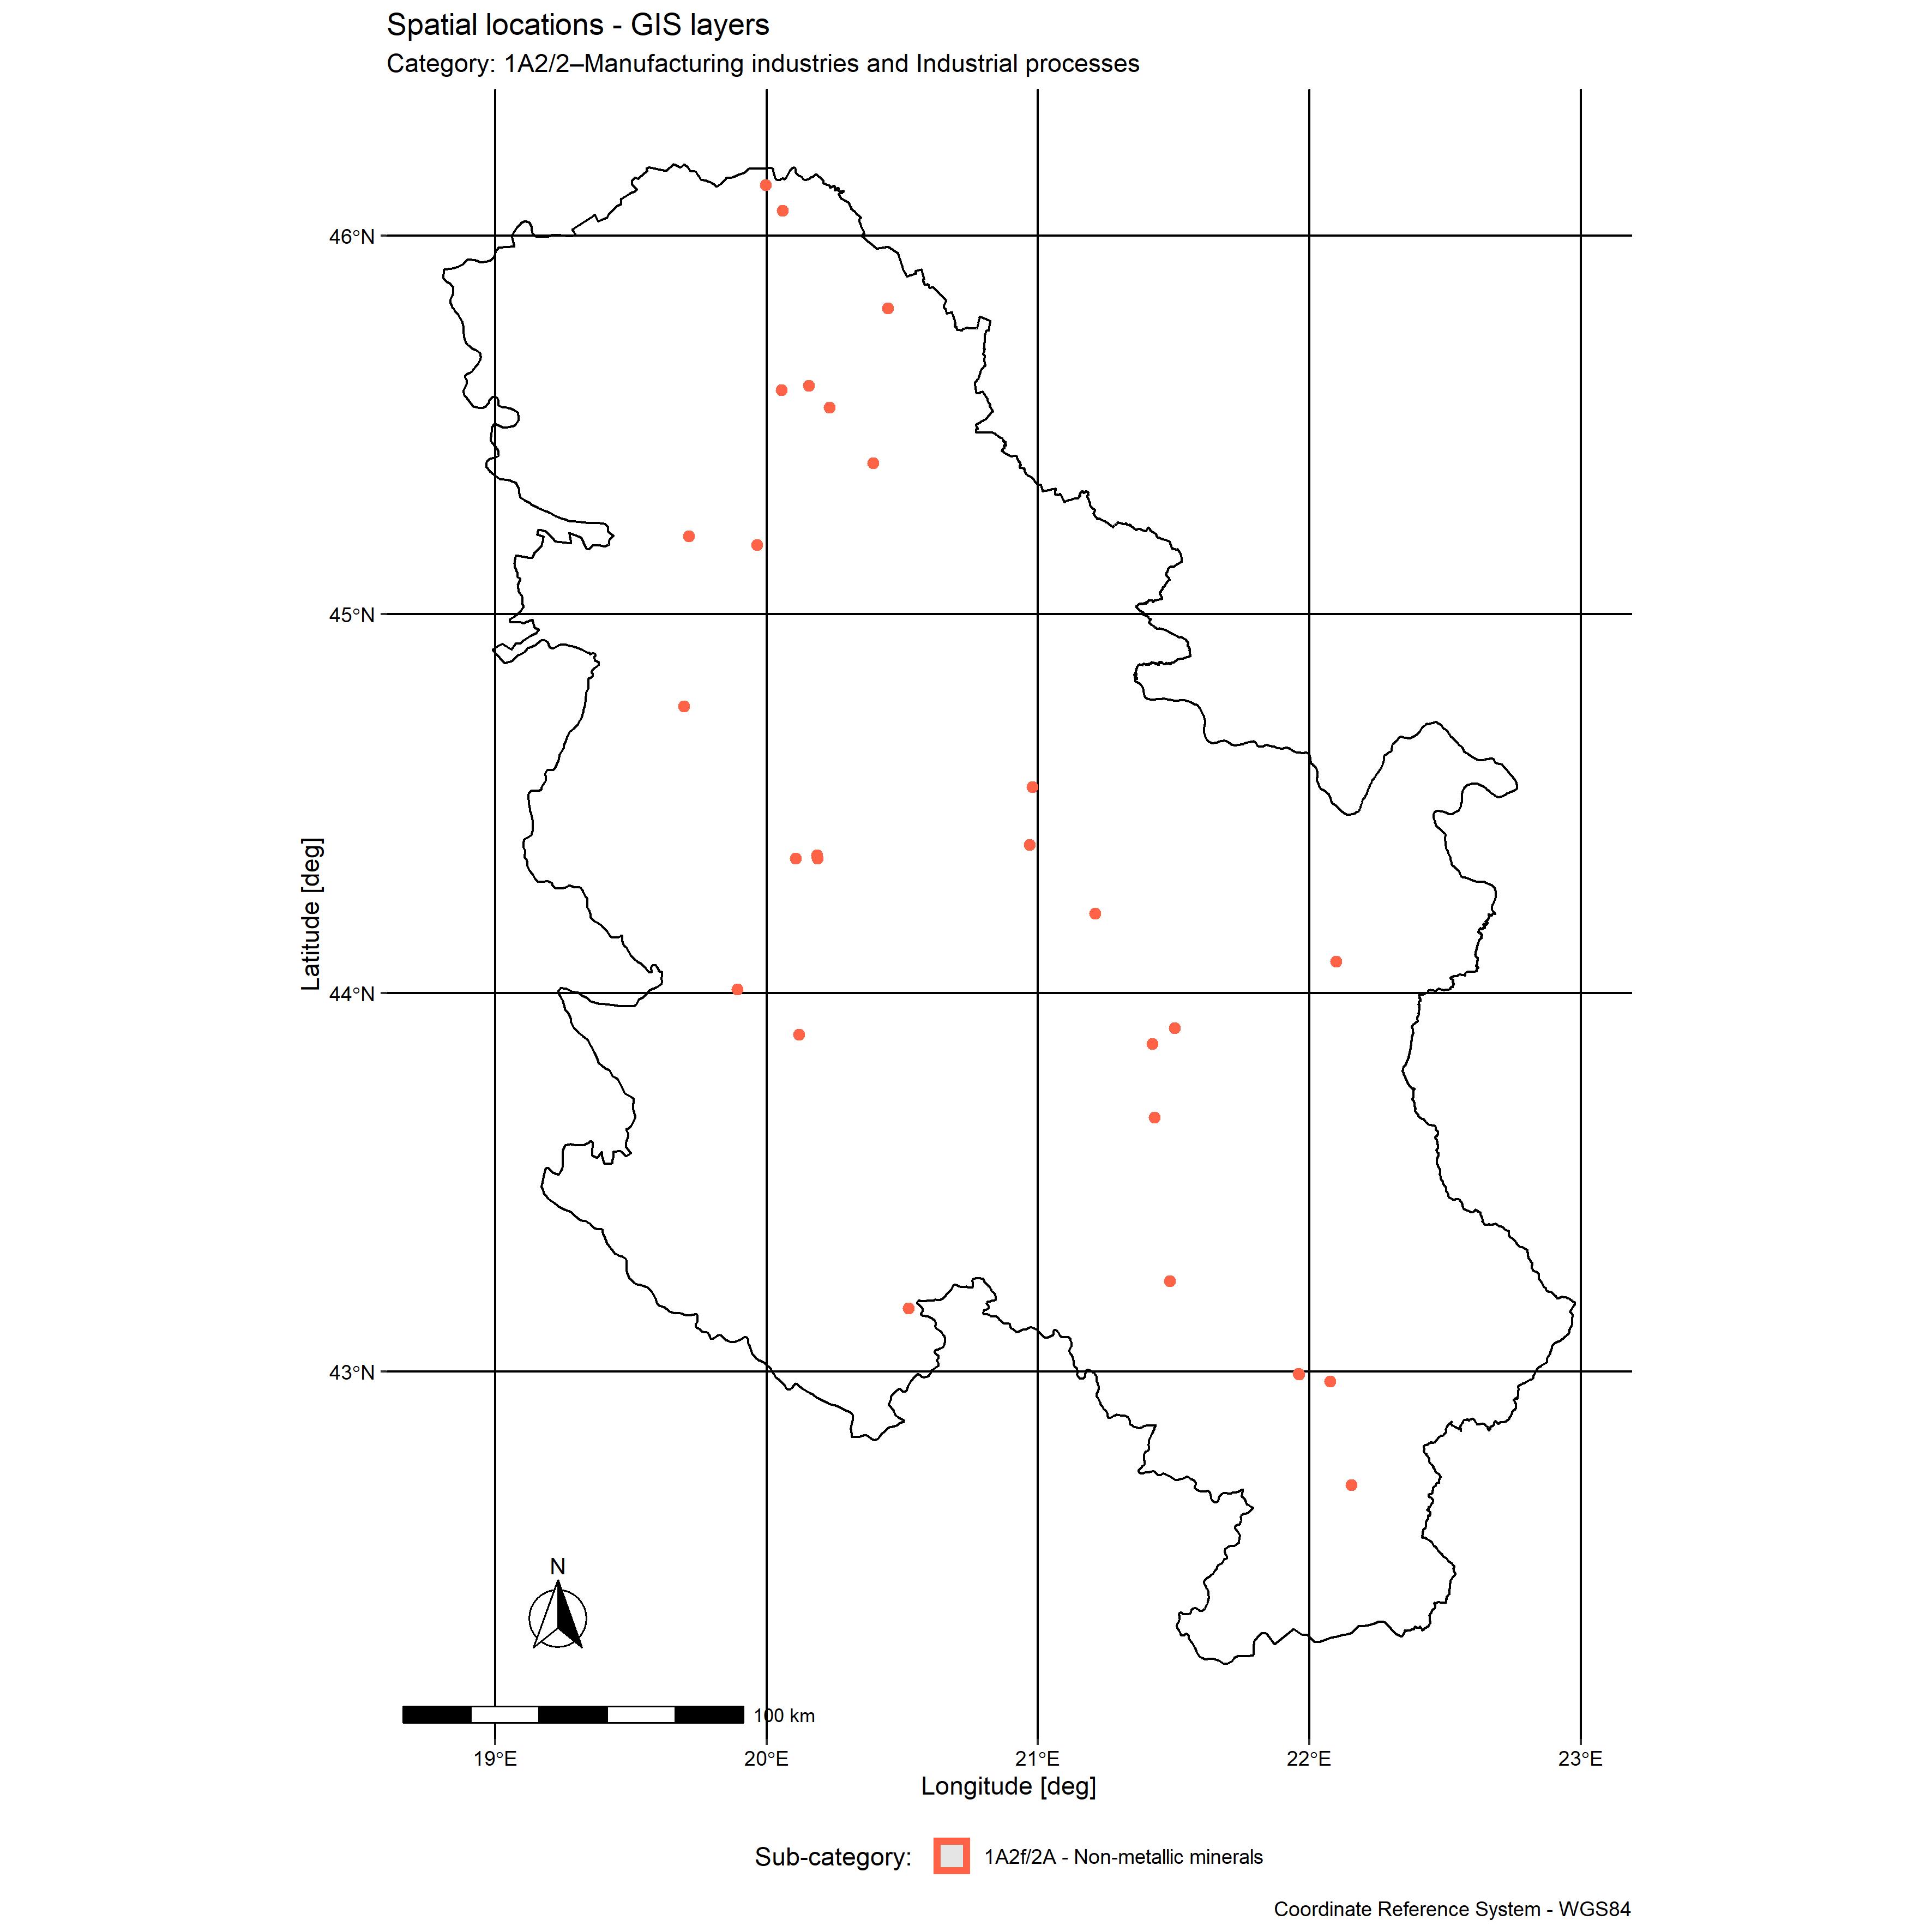 Spatial locations - GIS layers
Category: 1A2/2–Manufacturing industries and Industrial processes
46°N
45°N
44°N
43°N
Latitude [deg]
N
100 km
19°E 20°E 21°E 22°E 23°E
Longitude [deg]
Sub-category: 1A2f/2A - Non-metallic minerals
Coordinate Reference System - WGS84